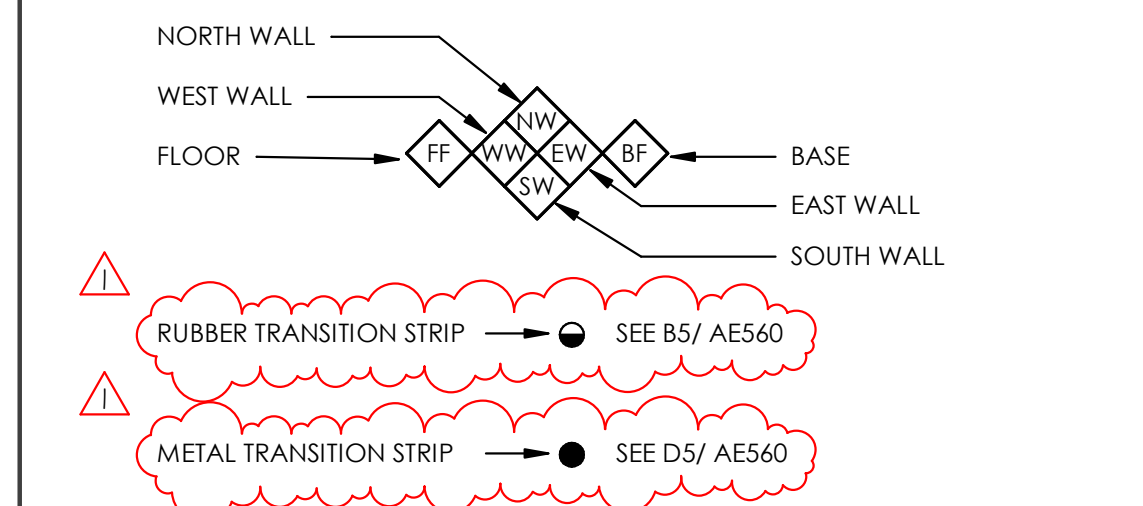 NORTH WALL
WEST WALL
NW
FLOOR
FF
WW
EW
BF
BASE
SW
EAST WALL
SOUTH WALL
1
RUBBER TRANSITION STRIP SEE B5/ AE560
1
METAL TRANSITION STRIP SEE D5/ AE560